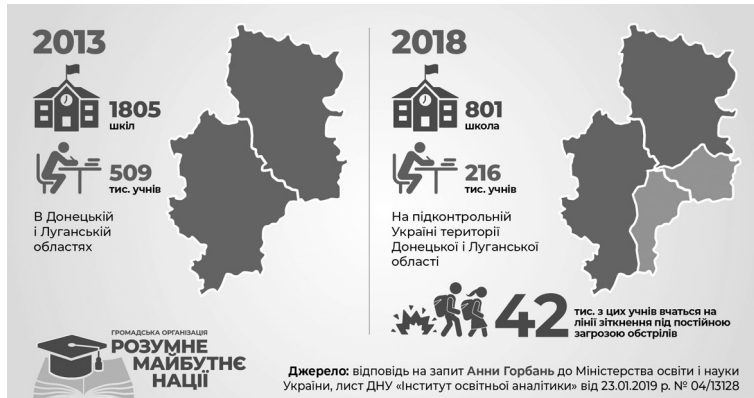 2013
1805
шкіл
509
тис. учнів
В Донецькій
і Луганській
областях
2018
801
школа
216
тис. учнів
На підконтрольній
Україні території
Донецької і Луганської
області
42
тис. з цих учнів вчаться на
лінії зіткнення під постійною
загрозою обстрілів
ГРОМАДСЬКА ОРГАНІЗАЦІЯ
РОЗУМНЕ
МАЙБУТНЄ
НАЦІЇ
Джерело: відповідь на запит Анни Горбань до Міністерства освіти і науки
України, лист ДНУ «Інститут освітньої аналітики» від 23.01.2019 р. № 04/13128